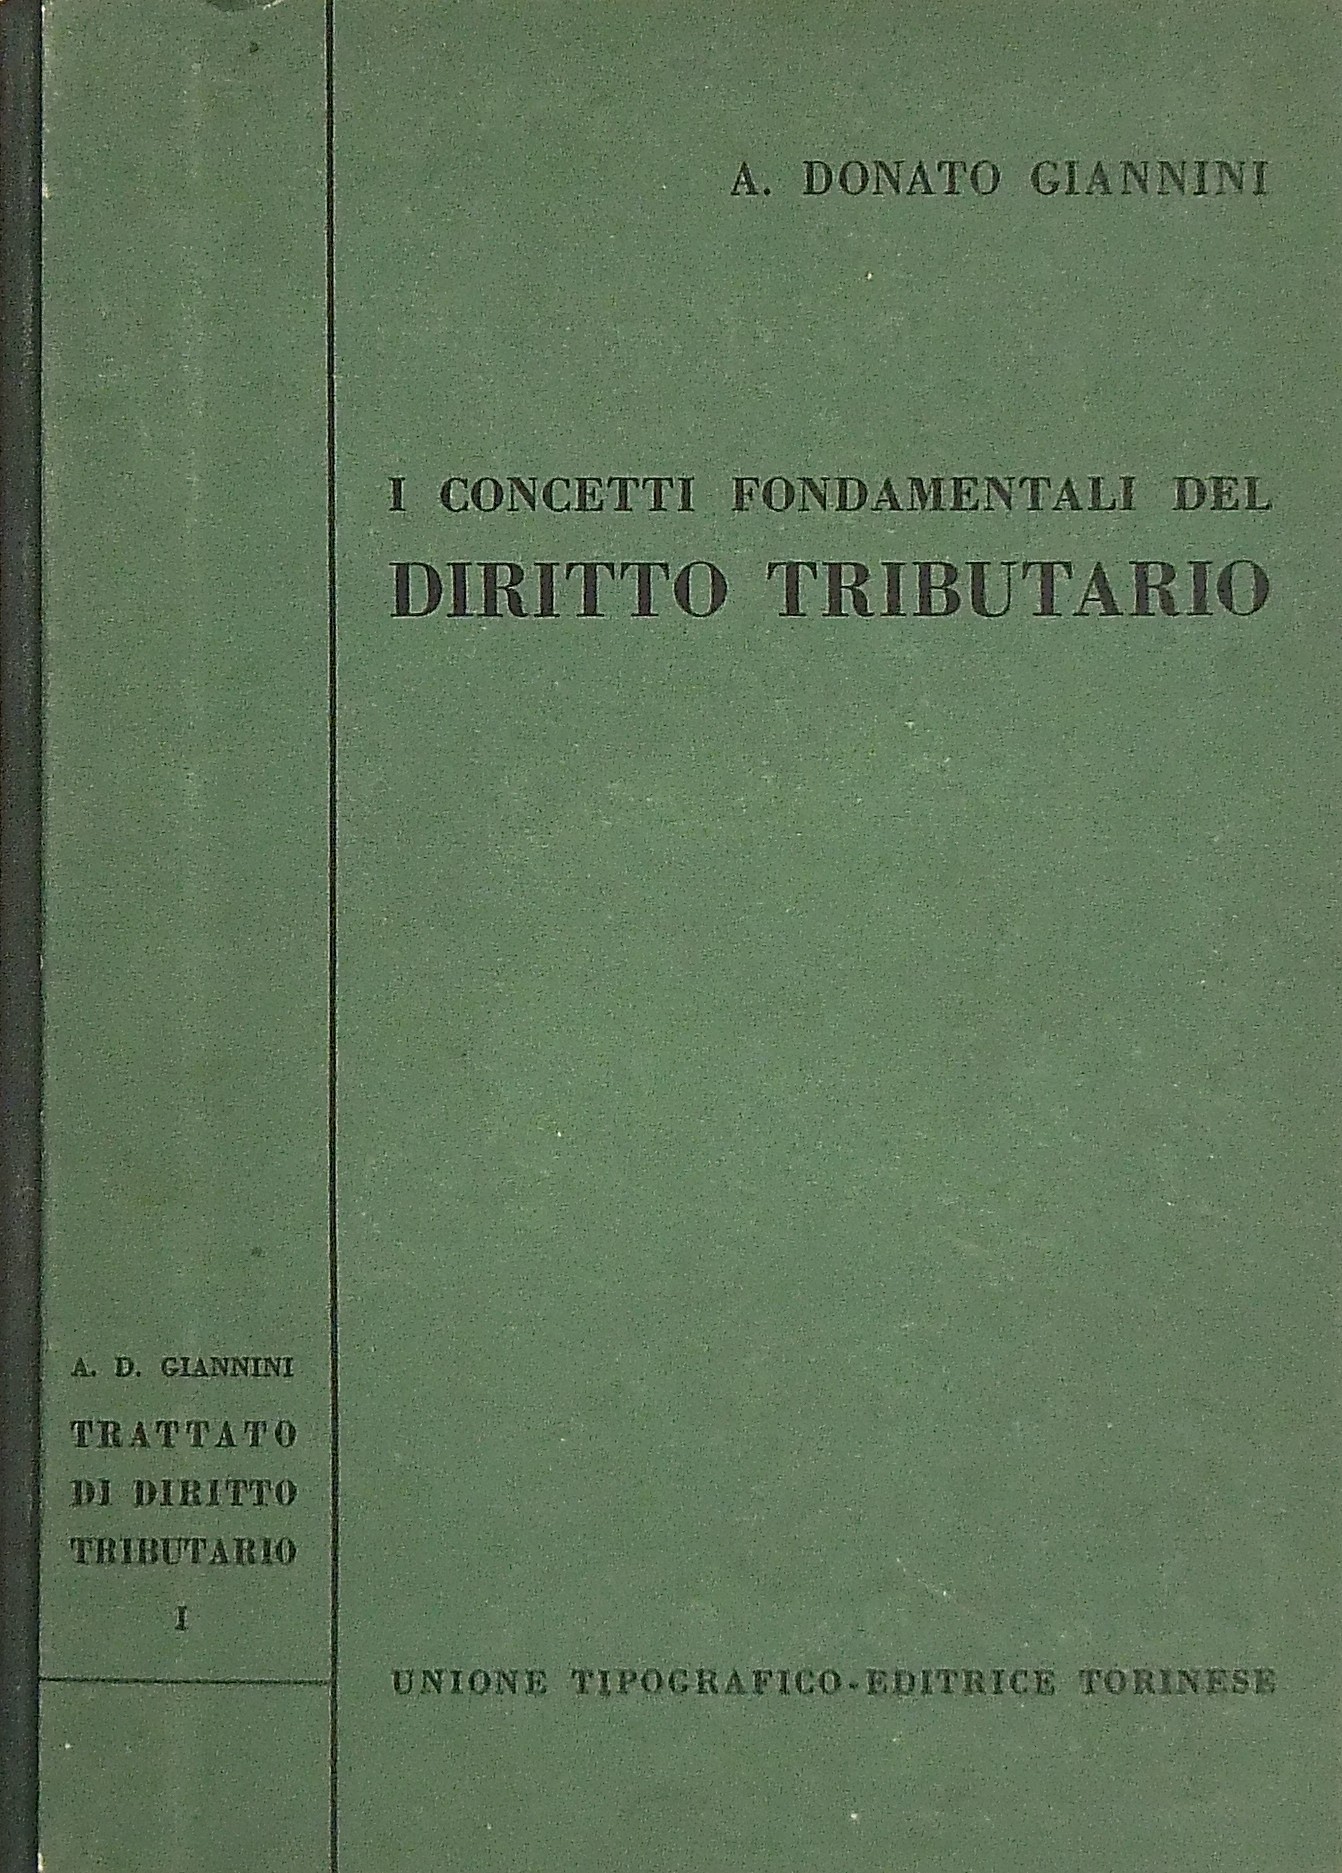 A. DONATO GIANNINI
I CONCETTI FONDAMENTALI DEL
DIRITTO TRIBUTARIO
A. D. GIANNINI
TRATTATO
DI DIRITTO
TRIBUTARIO
I
UNIONE TIPOGRAFICO-EDITRICE TORINESE